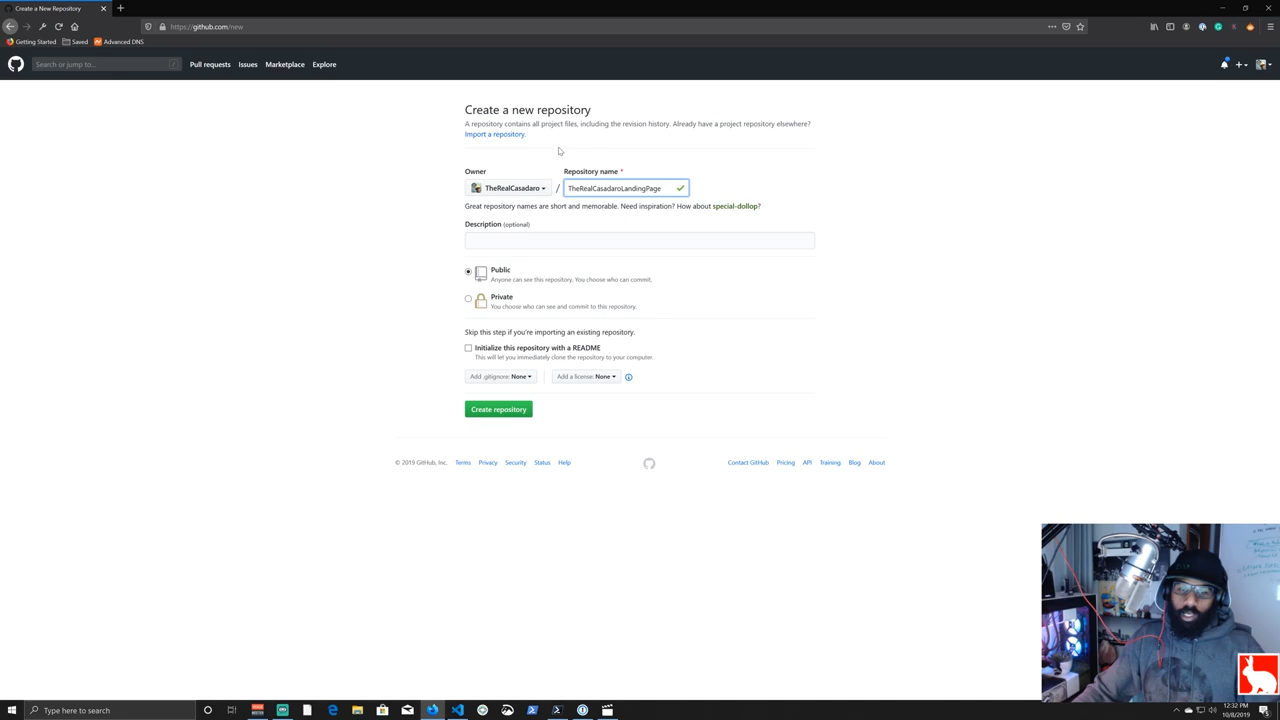 Create a New Repository
https://github.com/new
Getting Started
Saved
Advanced DNS
Search or jump to...
/
Pull requests
Issues
Marketplace
Explore
Create a new repository
A repository contains all project files, including the revision history. Already have a project repository elsewhere?
Import a repository.
Owner
Repository name *
TheRealCasadaro
/
TheRealCasadaroLandingPage
Great repository names are short and memorable. Need inspiration? How about special-dollop?
Description (optional)
Public
Anyone can see this repository. You choose who can commit.
Private
You choose who can see and commit to this repository.
Skip this step if you're importing an existing repository.
Initialize this repository with a README
This will let you immediately clone the repository to your computer.
Add .gitignore: None
Add a license: None
Create repository
© 2019 GitHub, Inc.
Terms
Privacy
Security
Status
Help
Contact GitHub
Pricing
API
Training
Blog
About
Type here to search
12:32 PM
10/8/2019